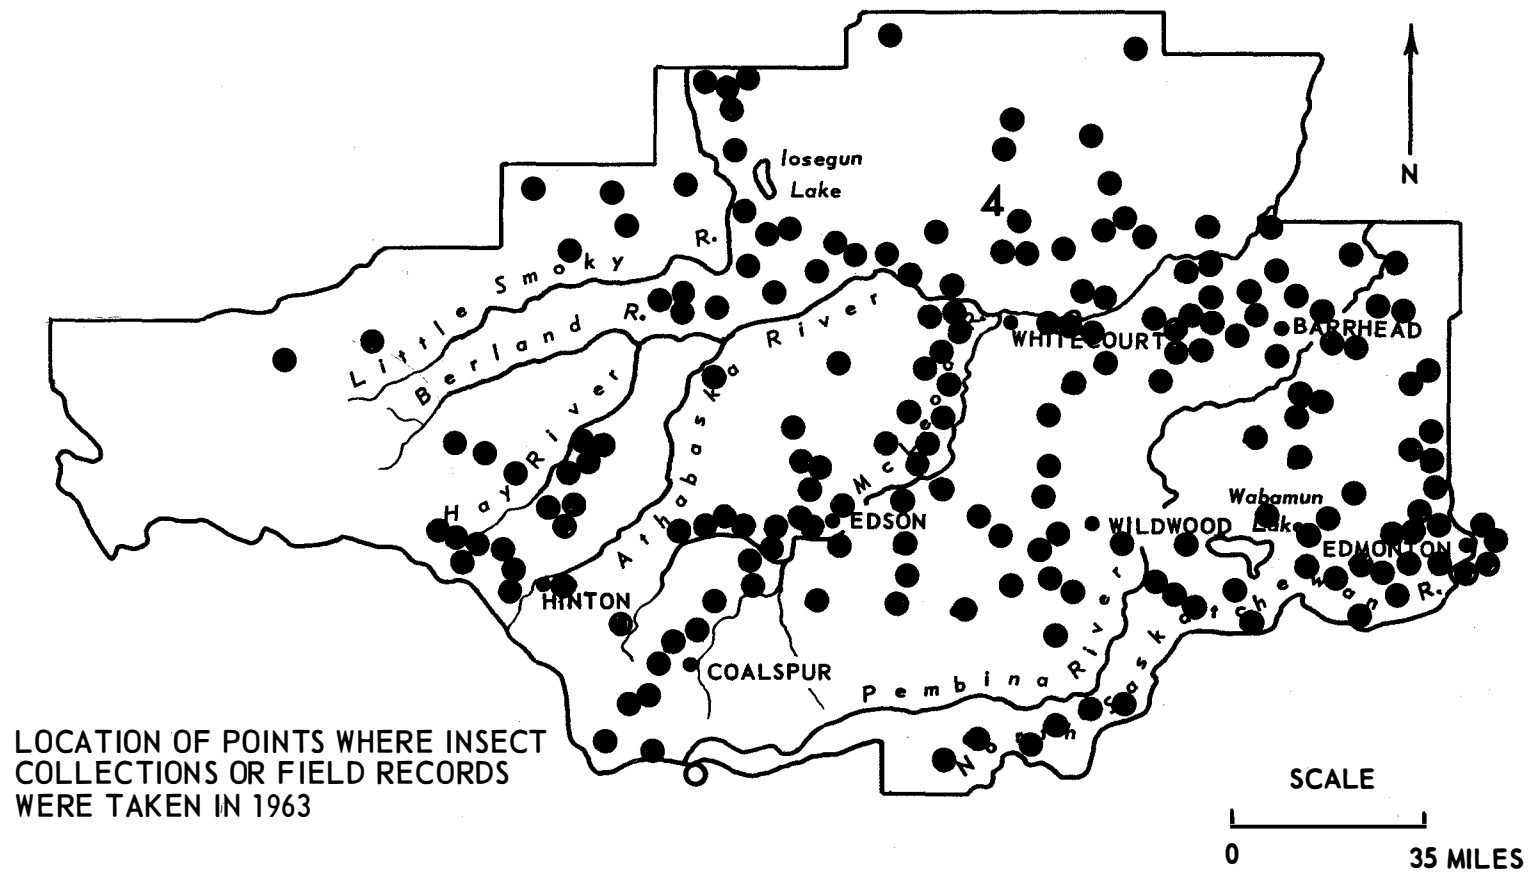 N
Iosegun
Lake
4
Little Smoky R.
Berland R.
Athabaska River
Hay River
McLeod R.
WHITECOURT
BARRHEAD
Wabamun
Lake
EDSON
WILDWOOD
EDMONTON
HINTON
COALSPUR
Pembina River
North Saskatchewan R.
LOCATION OF POINTS WHERE INSECT
COLLECTIONS OR FIELD RECORDS
WERE TAKEN IN 1963
SCALE
0 35 MILES